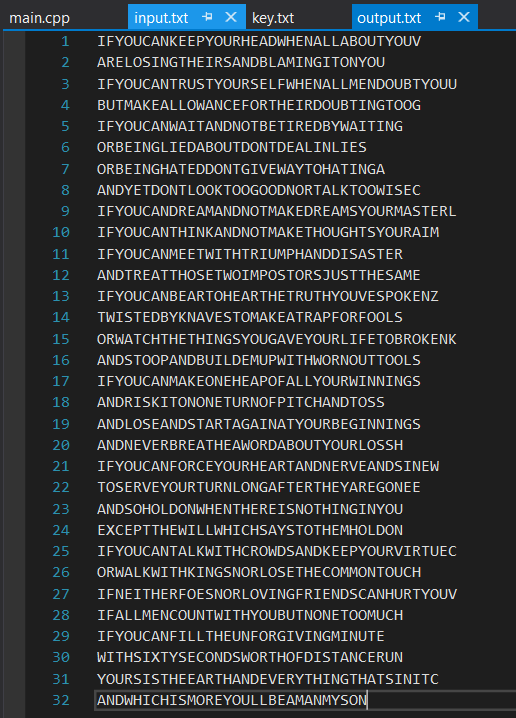 main.cpp input.txt key.txt output.txt
1 IFYOUCANKEEPYOURHEADWHENALLABOUTYOUV
2 ARELOSINGTHEIRSANDBLAMINGITONYOU
3 IFYOUCANTRUSTYOURSELFWHENALLMENDOUBTYOUU
4 BUTMAKEALLOWANCEFORTHEIRDOUBTINGTOOG
5 IFYOUCANWAITANDNOTBETIREDBYWAITING
6 ORBEINGLIEDABOUTDONTDEALINLIES
7 ORBEINGHATEDDONTGIVEWAYTOHATINGA
8 ANDYETDONTLOOKTOOGOODNORTALKTOOWISEC
9 IFYOUCANDREAMANDNOTMAKEDREAMSYOURMASTERL
10 IFYOUCANTHINKANDNOTMAKETHOUGHTSYOURAIM
11 IFYOUCANMEETWITHTRIUMPHANDDISASTER
12 ANDTREATTHOSETWOIMPOSTORSJUSTTHESAME
13 IFYOUCANBEARTOHEARTHETRUTHYOUVESPOKENZ
14 TWISTEDBYKNAVESTOMAKEATRAPFORFOOLS
15 ORWATCHTHETHINGSYOUGAVEYOURLIFETOBROKENK
16 ANDSTOOPANDBUILDEMUPWITHWORNOUTTOOLS
17 IFYOUCANMAKEONEHEAPOFALLYOURWINNINGS
18 ANDRISKITONONETURNOFPITCHANDTOSS
19 ANDLOSEANDSTARTAGAINATYOURBEGINNINGS
20 ANDNEVERBREATHEAWORDABOUTYOURLOSSH
21 IFYOUCANFORCEYOURHEARTANDNERVEANDSINEW
22 TOSERVEYOURTURNLONGAFTERTHEYAREGONEE
23 ANDSOHOLDONWHENTHEREISNOTHINGINYOU
24 EXCEPTTHEWILLWHICHSAYSTOTHEMHOLDON
25 IFYOUCANTALKWITHCROWDSANDKEEPYOURVIRTUEC
26 ORWALKWITHKINGSNORLOSETHECOMMONTOUCH
27 IFNEITHERFOESNORLOVINGFRIENDSCANHURTYOUV
28 IFALLMENCOUNTWITHYOUBUTNONETOOMUCH
29 IFYOUCANFILLTHEUNFORGIVINGMINUTE
30 WITHSIXTYSECONDSWORTHOFDISTANCERUN
31 YOURSISTHEEARTHANDEVERYTHINGTHATSINITC
32 ANDWHICHISMOREYOULLBEAMANMYSON